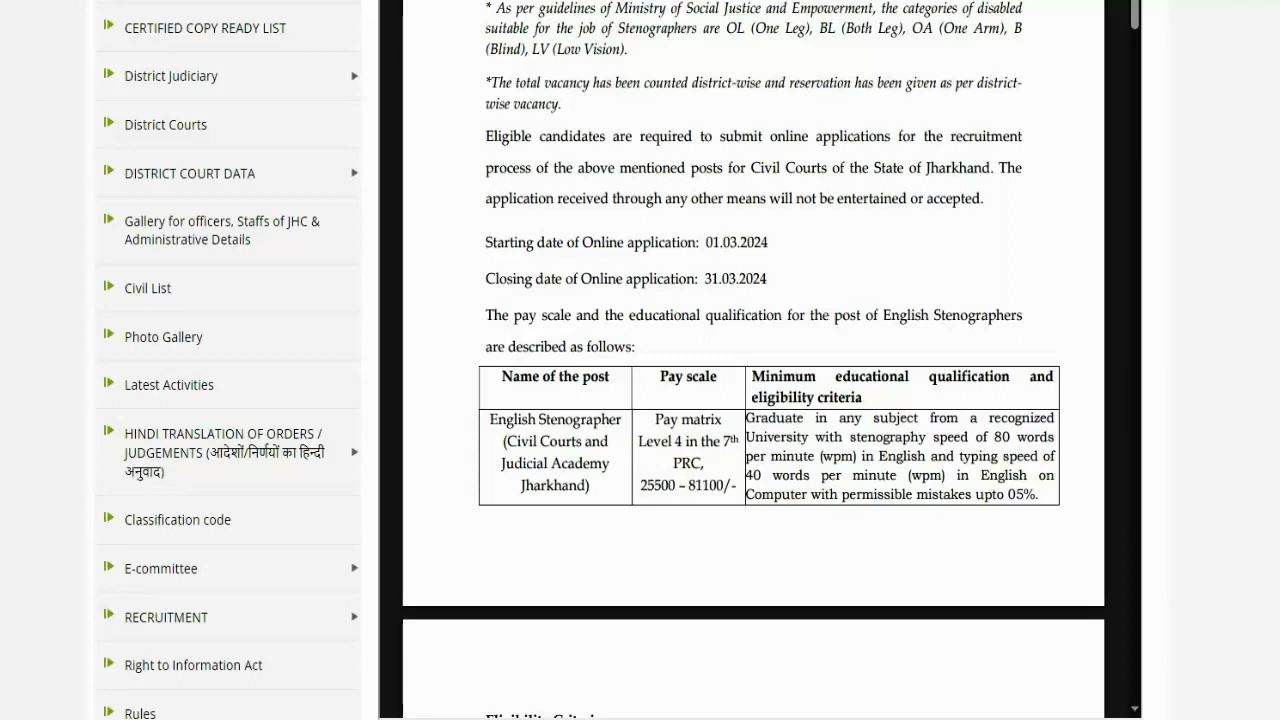 CERTIFIED COPY READY LIST
District Judiciary
District Courts
DISTRICT COURT DATA
Gallery for officers, Staffs of JHC &
Administrative Details
Civil List
Photo Gallery
Latest Activities
HINDI TRANSLATION OF ORDERS /
JUDGEMENTS (आदेशों/निर्णयों का हिन्दी
अनुवाद)
Classification code
E-committee
RECRUITMENT
Right to Information Act
Rules
* As per guidelines of Ministry of Social Justice and Empowerment, the categories of disabled
suitable for the job of Stenographers are OL (One Leg), BL (Both Leg), OA (One Arm), B
(Blind), LV (Low Vision).
*The total vacancy has been counted district-wise and reservation has been given as per district-
wise vacancy.
Eligible candidates are required to submit online applications for the recruitment
process of the above mentioned posts for Civil Courts of the State of Jharkhand. The
application received through any other means will not be entertained or accepted.
Starting date of Online application: 01.03.2024
Closing date of Online application: 31.03.2024
The pay scale and the educational qualification for the post of English Stenographers
are described as follows:
Name of the post
Pay scale
Minimum educational qualification and
eligibility criteria
English Stenographer
(Civil Courts and
Judicial Academy
Jharkhand)
Pay matrix
Level 4 in the 7th
PRC,
25500 – 81100/-
Graduate in any subject from a recognized
University with stenography speed of 80 words
per minute (wpm) in English and typing speed of
40 words per minute (wpm) in English on
Computer with permissible mistakes upto 05%.